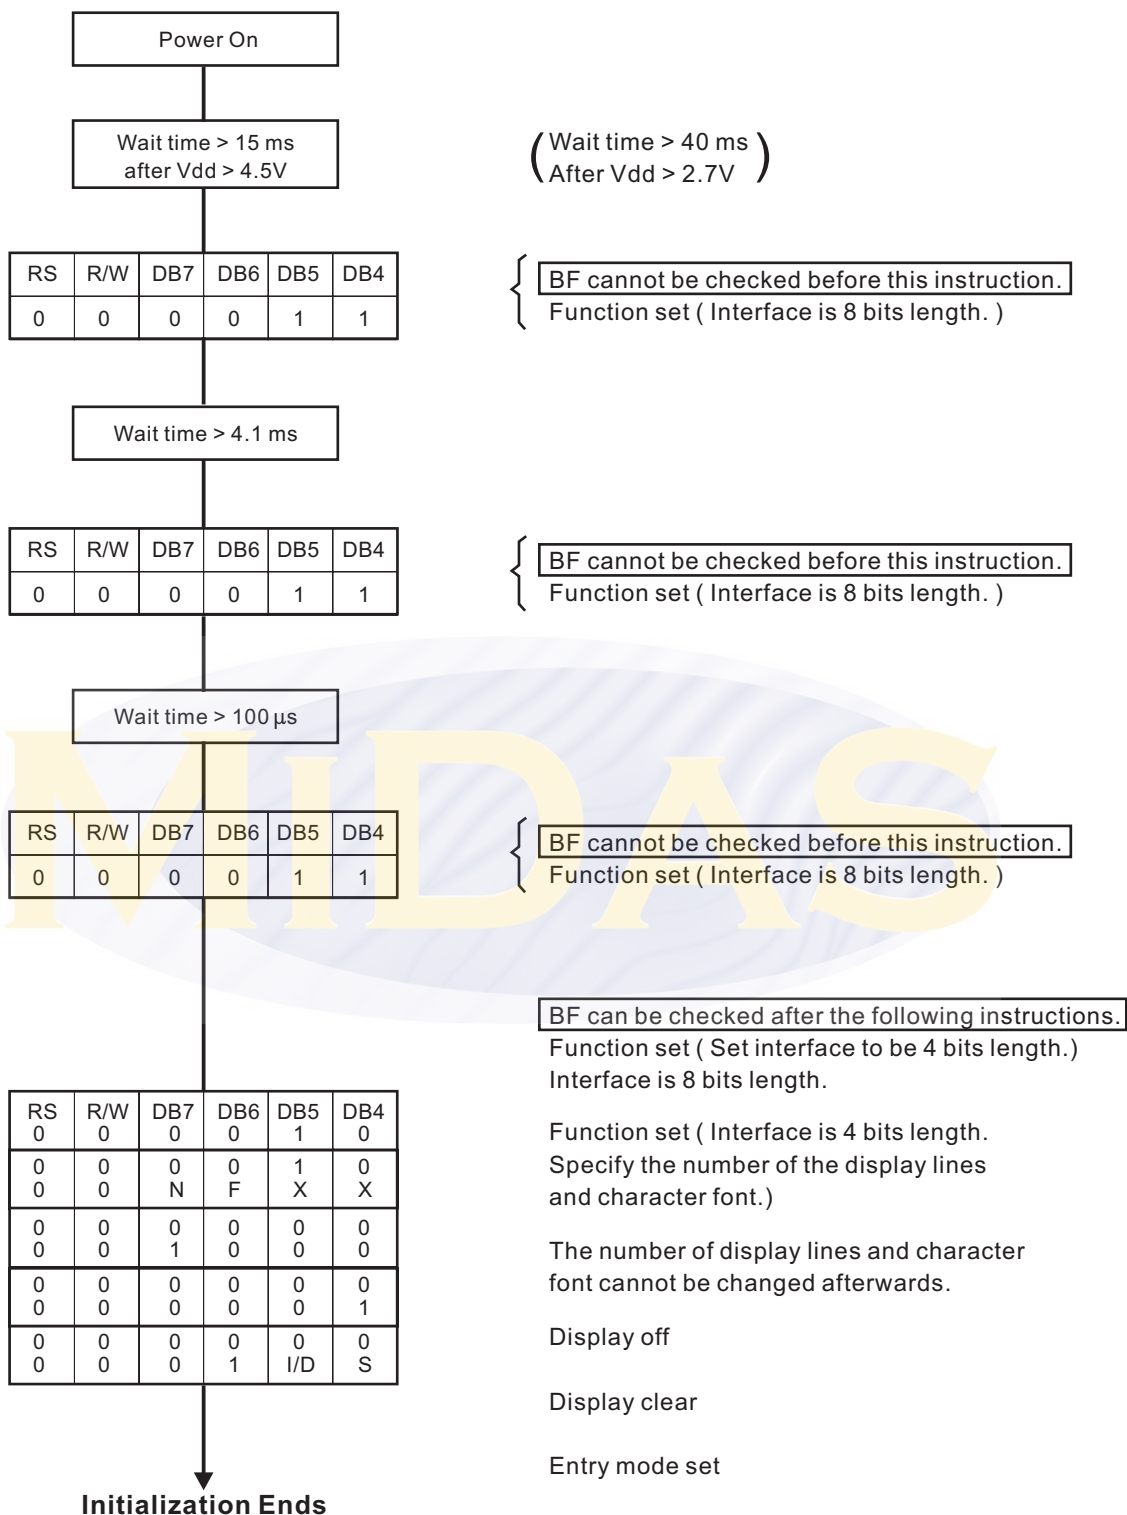 Power On
Wait time > 15 ms
after Vdd > 4.5V
(Wait time > 40 ms
After Vdd > 2.7V)
RS R/W DB7 DB6 DB5 DB4
0 0 0 0 1 1
BF cannot be checked before this instruction.
Function set ( Interface is 8 bits length. )
Wait time > 4.1 ms
RS R/W DB7 DB6 DB5 DB4
0 0 0 0 1 1
BF cannot be checked before this instruction.
Function set ( Interface is 8 bits length. )
Wait time > 100 µs
MIDAS
RS R/W DB7 DB6 DB5 DB4
0 0 0 0 1 1
BF cannot be checked before this instruction.
Function set ( Interface is 8 bits length. )
BF can be checked after the following instructions.
Function set ( Set interface to be 4 bits length.)
Interface is 8 bits length.
RS R/W DB7 DB6 DB5 DB4
0 0 0 0 1 0
0 0 0 0 1 0
0 0 N F X X
0 0 0 0 0 0
0 0 1 0 0 0
0 0 0 0 0 0
0 0 0 0 0 1
0 0 0 0 0 0
0 0 0 1 I/D S
Function set ( Interface is 4 bits length.
Specify the number of the display lines
and character font.)
The number of display lines and character
font cannot be changed afterwards.
Display off
Display clear
Entry mode set
Initialization Ends